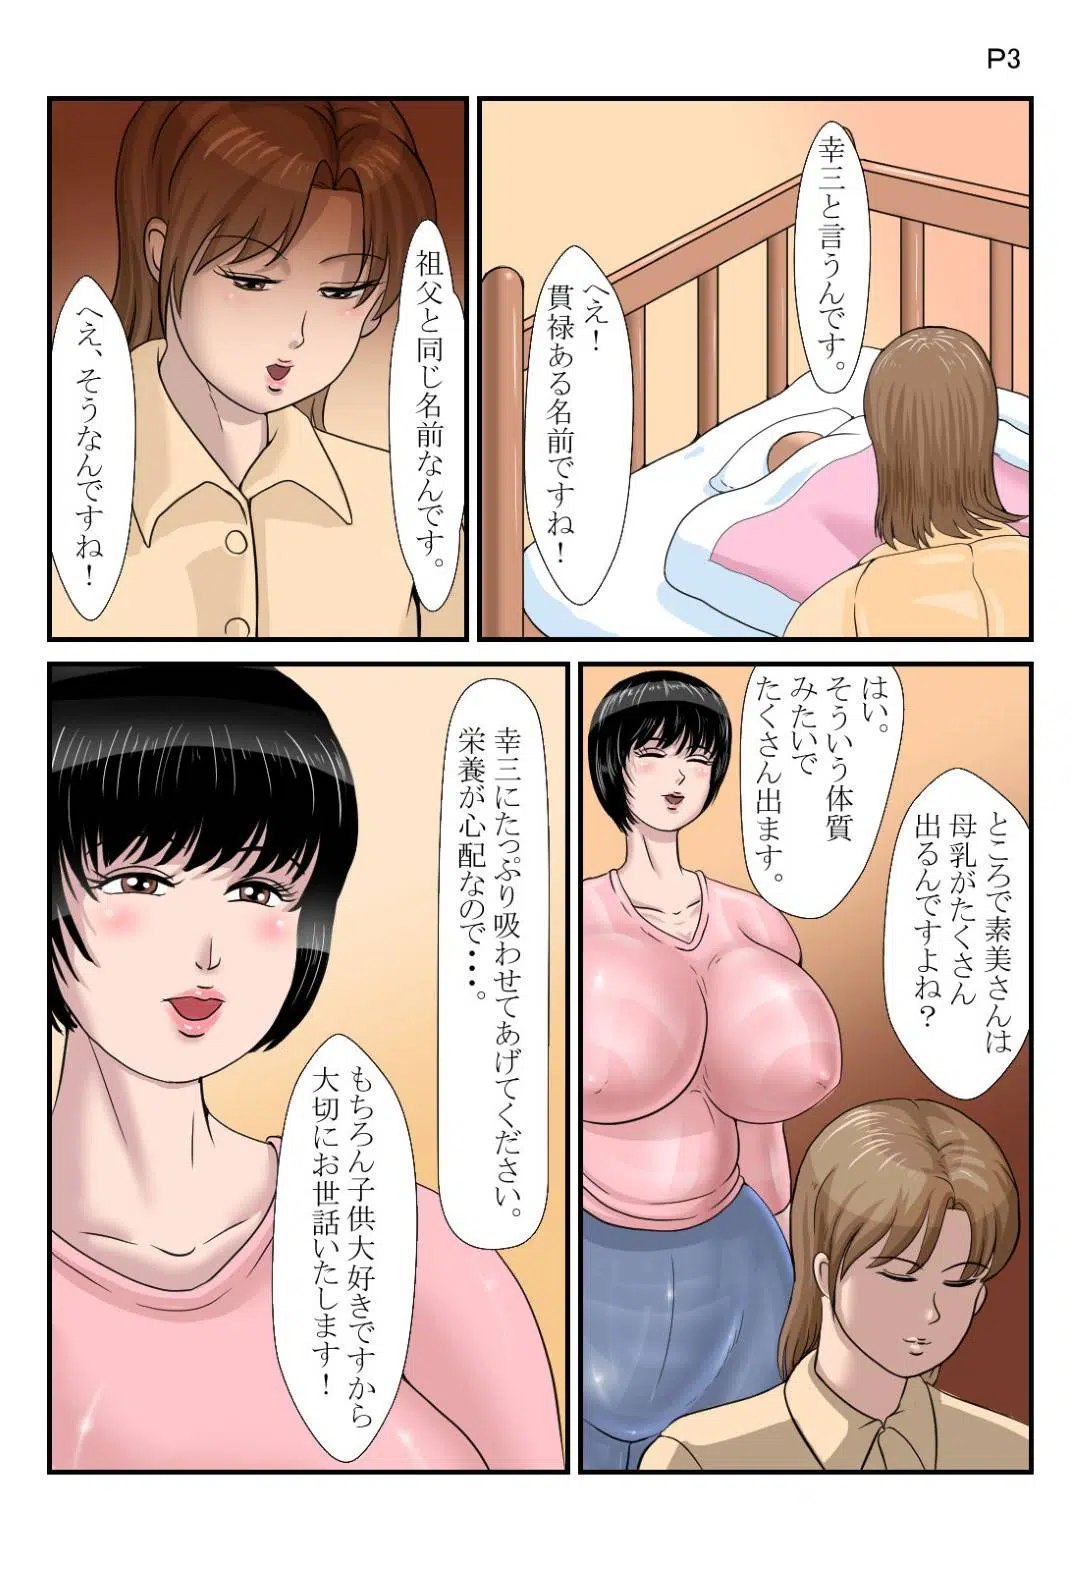 P3
幸三と言うんです。
へえ！
貫禄ある名前ですね！
祖父と同じ名前なんです。
へえ、そうなんですね！
ところで素美さんは
母乳がたくさん
出るんですよね？
はい。
そういう体質
みたいで
たくさん出ます。
幸三にたっぷり吸わせてあげてください。
栄養が心配なので・・・。
もちろん子供大好きですから
大切にお世話いたします！